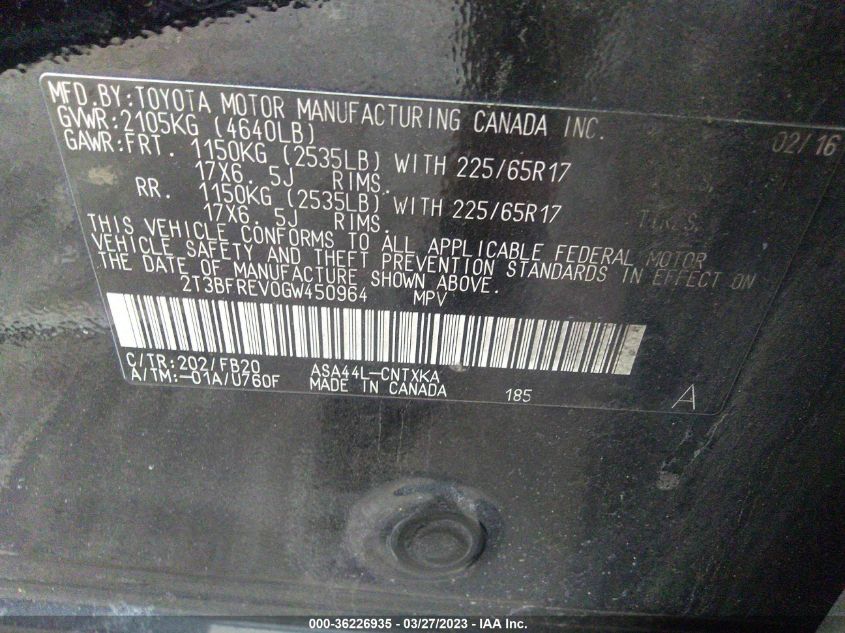 MFD.BY:TOYOTA MOTOR MANUFACTURING CANADA INC. 02/16
GVWR:2105KG (4640LB)
GAWR:FRT. 1150KG (2535LB) WITH 225/65R17
17X6.5J RIMS.
RR. 1150KG (2535LB) WITH 225/65R17 TIRES.
17X6.5J RIMS.
THIS VEHICLE CONFORMS TO ALL APPLICABLE FEDERAL MOTOR
VEHICLE SAFETY AND THEFT PREVENTION STANDARDS IN EFFECT ON
THE DATE OF MANUFACTURE SHOWN ABOVE.
2T3BFREV0GW450964 MPV
C/TR:202/FB20 ASA44L-CNTXKA
A/TM:-01A/U760F MADE IN CANADA 185 A
000-36226935 - 03/27/2023 - IAA Inc.